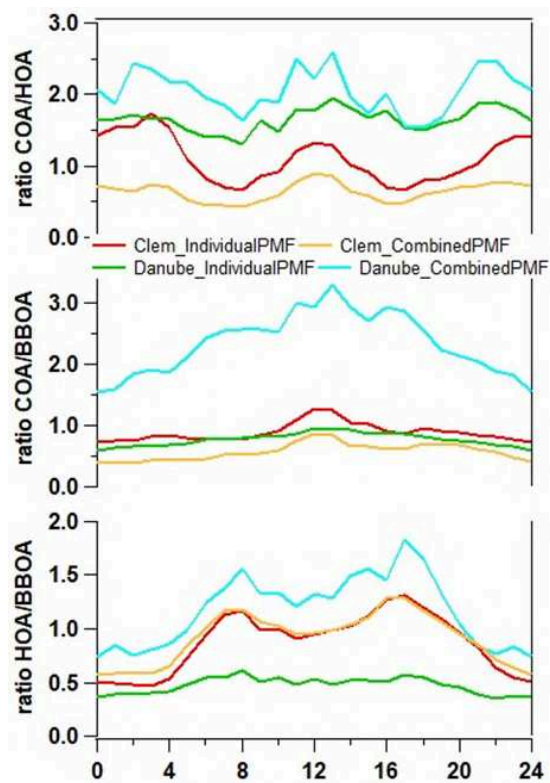 3.0
2.0
1.0
0.0
ratio COA/HOA
Clem_IndividualPMF Clem_CombinedPMF
Danube_IndividualPMF Danube_CombinedPMF
3.0
2.0
1.0
0.0
ratio COA/BBOA
2.0
1.5
1.0
0.5
0.0
ratio HOA/BBOA
0 4 8 12 16 20 24